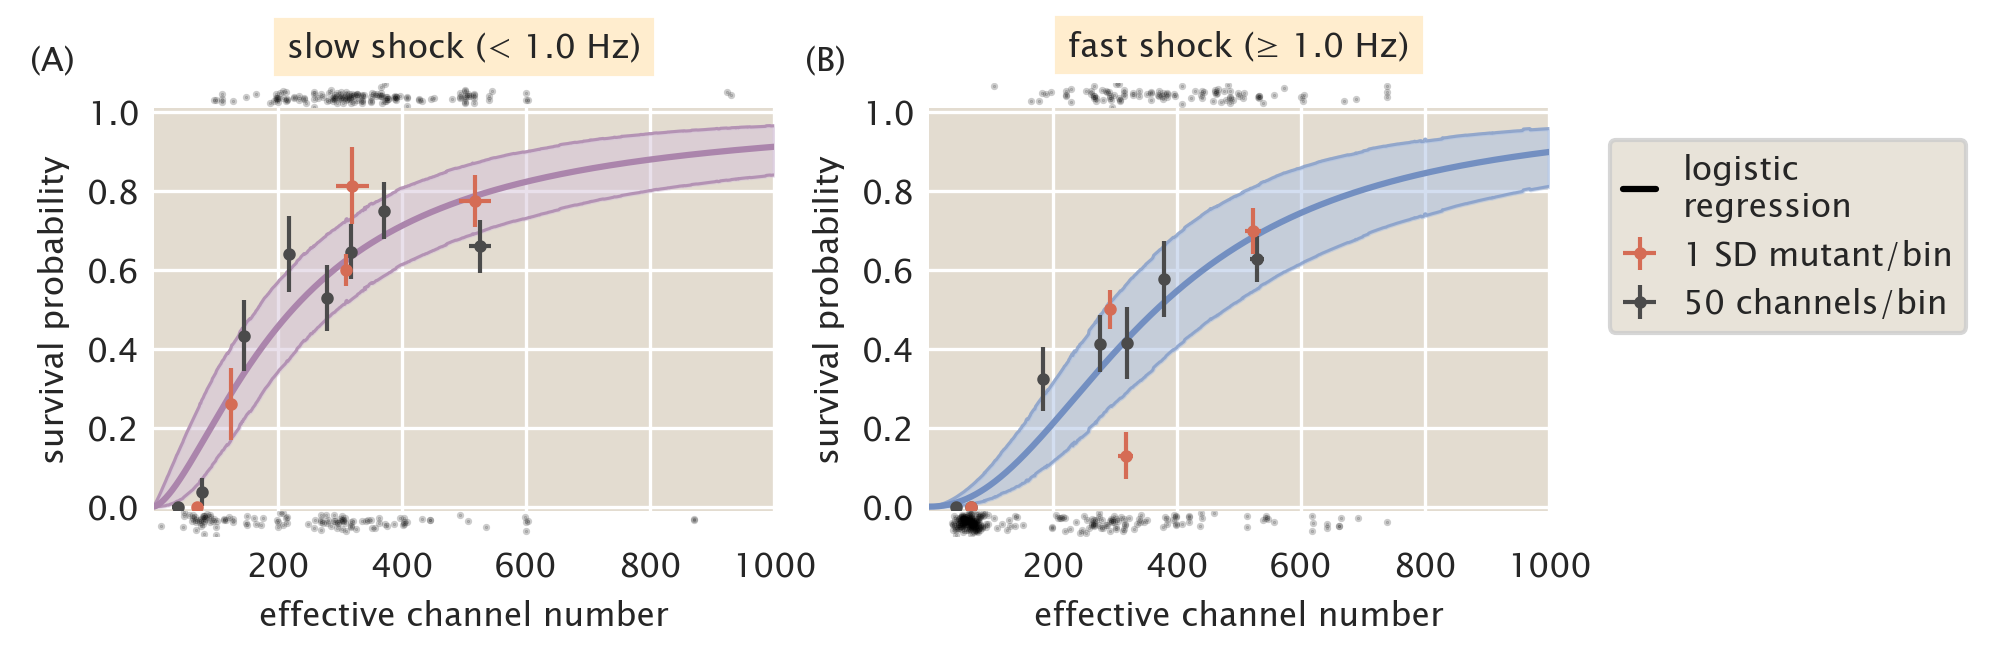 (A)
slow shock (< 1.0 Hz)
1.0
0.8
0.6
0.4
0.2
0.0
survival probability
200 400 600 800 1000
effective channel number
(B)
fast shock (≥ 1.0 Hz)
1.0
0.8
0.6
0.4
0.2
0.0
survival probability
200 400 600 800 1000
effective channel number
logistic
regression
1 SD mutant/bin
50 channels/bin